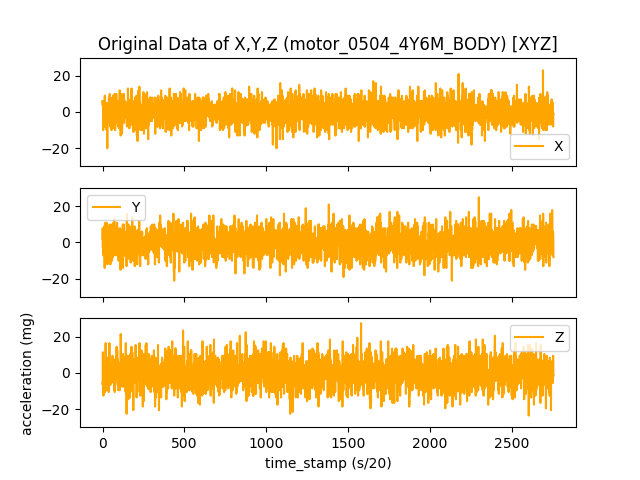 Original Data of X,Y,Z (motor_0504_4Y6M_BODY) [XYZ]
20
0
−20
X
Y
20
0
−20
Z
20
0
−20
acceleration (mg)
0 500 1000 1500 2000 2500
time_stamp (s/20)